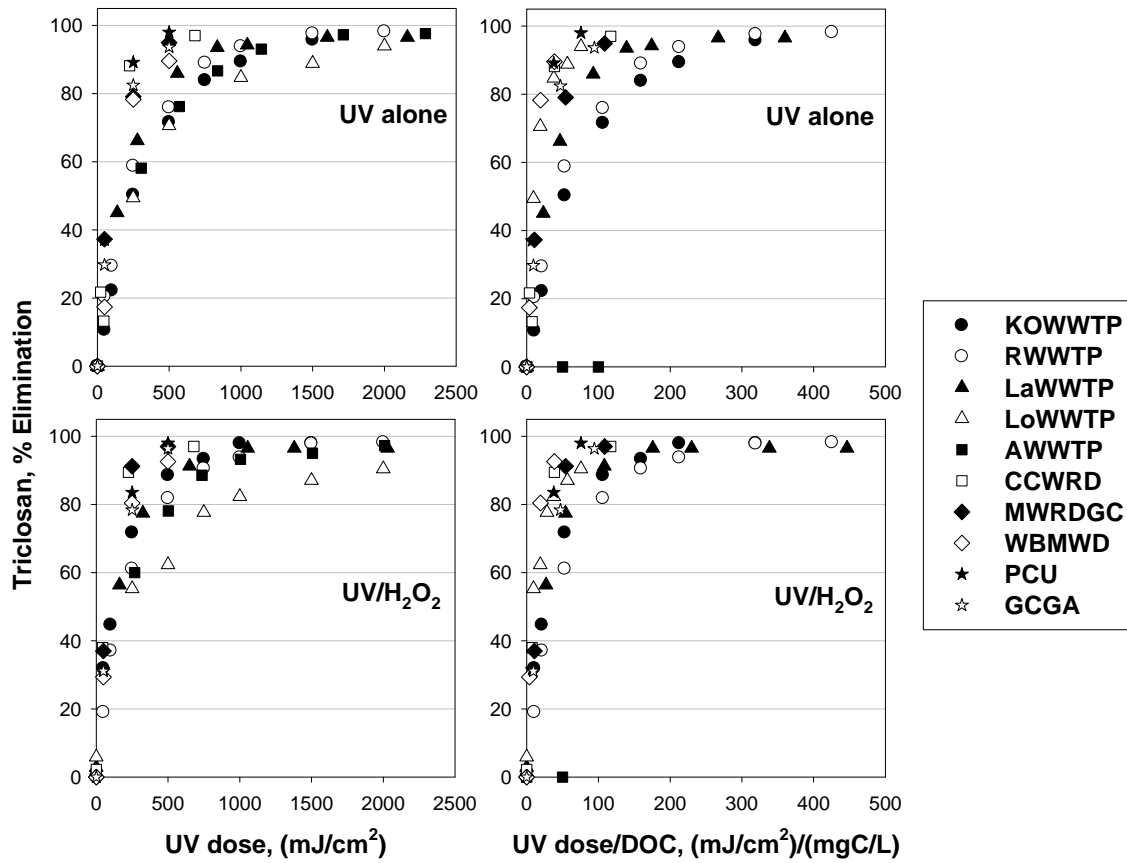 100
80
60
40
20
0
UV alone
0 500 1000 1500 2000 2500
100
80
60
40
20
0
UV alone
0 100 200 300 400 500
Triclosan, % Elimination
100
80
60
40
20
0
UV/H₂O₂
0 500 1000 1500 2000 2500
UV dose, (mJ/cm²)
100
80
60
40
20
0
UV/H₂O₂
0 100 200 300 400 500
UV dose/DOC, (mJ/cm²)/(mgC/L)
KOWWTP
RWWTP
LaWWTP
LoWWTP
AWWTP
CCWRD
MWRDGC
WBMWD
PCU
GCGA